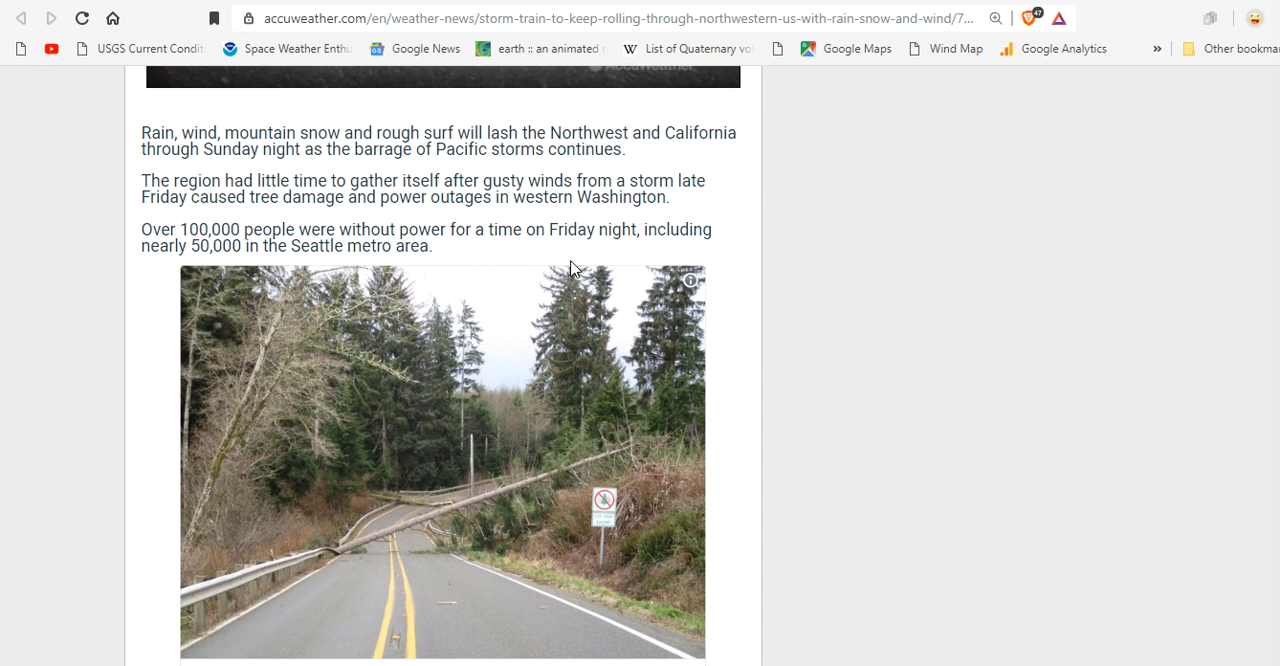 accuweather.com/en/weather-news/storm-train-to-keep-rolling-through-northwestern-us-with-rain-snow-and-wind/7...
47
USGS Current Condit
Space Weather Enthu
Google News
earth :: an animated
List of Quaternary vo
Google Maps
Wind Map
Google Analytics
»
Other bookma
AccuWeather
Rain, wind, mountain snow and rough surf will lash the Northwest and California
through Sunday night as the barrage of Pacific storms continues.
The region had little time to gather itself after gusty winds from a storm late
Friday caused tree damage and power outages in western Washington.
Over 100,000 people were without power for a time on Friday night, including
nearly 50,000 in the Seattle metro area.